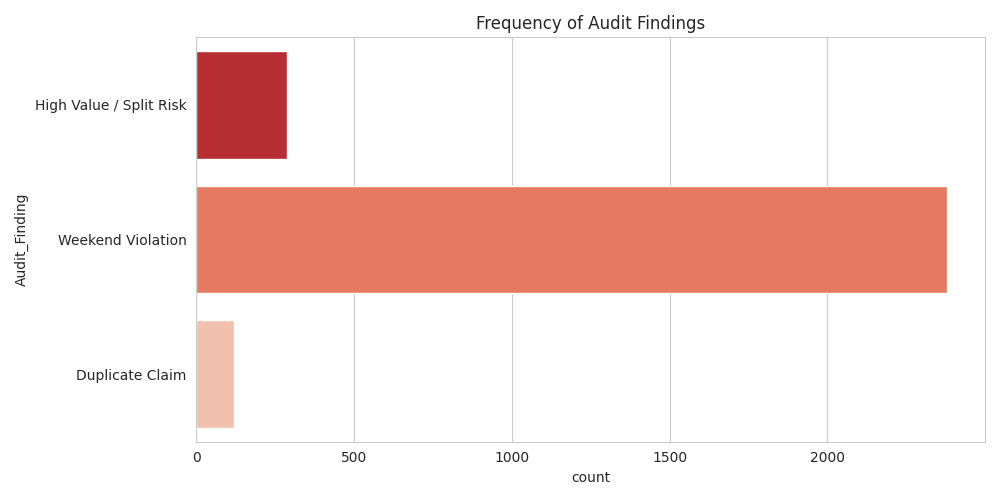 Frequency of Audit Findings
High Value / Split Risk
Weekend Violation
Duplicate Claim
Audit_Finding
0 500 1000 1500 2000
count